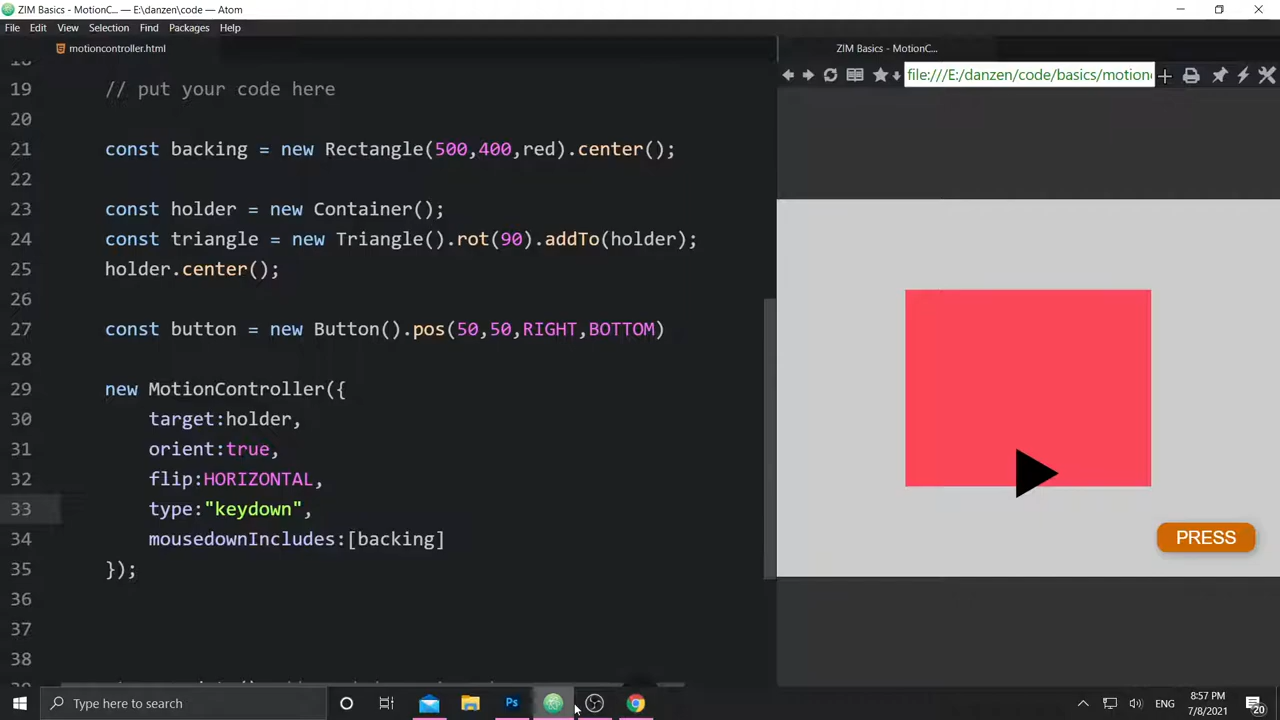 ZIM Basics - MotionC... — E:\danzen\code — Atom
File Edit View Selection Find Packages Help
motioncontroller.html
ZIM Basics - MotionC...
file:///E:/danzen/code/basics/motion
19 // put your code here
20
21 const backing = new Rectangle(500,400,red).center();
22
23 const holder = new Container();
24 const triangle = new Triangle().rot(90).addTo(holder);
25 holder.center();
26
27 const button = new Button().pos(50,50,RIGHT,BOTTOM)
28
29 new MotionController({
30 target:holder,
31 orient:true,
32 flip:HORIZONTAL,
33 type:"keydown",
34 mousedownIncludes:[backing]
35 });
36
37
38
PRESS
Type here to search
Ps
ENG
8:57 PM
7/8/2021
20